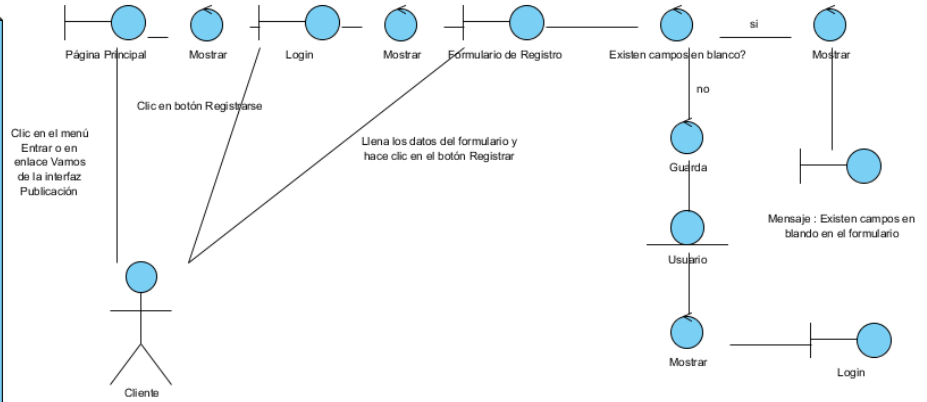 si
Página Principal
Mostrar
Login
Mostrar
Formulario de Registro
Existen campos en blanco?
Mostrar
no
Clic en botón Registrarse
Clic en el menú
Entrar o en
enlace Vamos
de la interfaz
Publicación
Llena los datos del formulario y
hace clic en el botón Registrar
Guarda
Mensaje : Existen campos en
blando en el formulario
Usuario
Mostrar
Login
Cliente